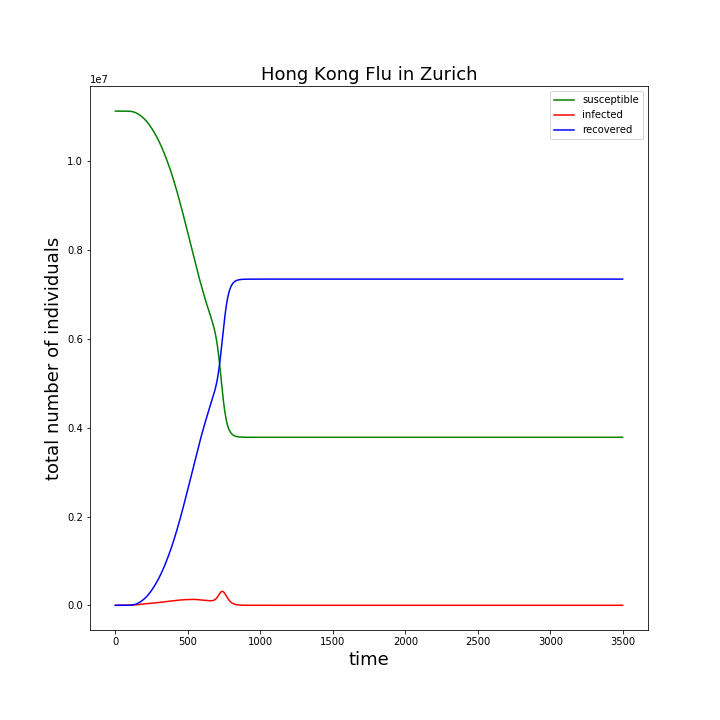 Hong Kong Flu in Zurich
1e7
susceptible
infected
recovered
1.0
0.8
0.6
0.4
0.2
0.0
total number of individuals
0 500 1000 1500 2000 2500 3000 3500
time